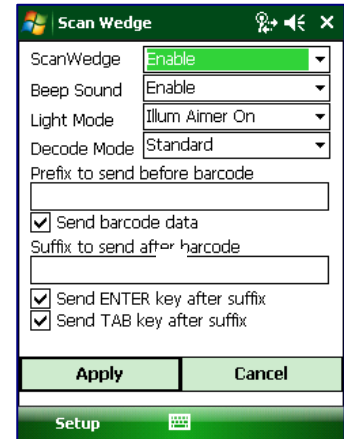 Scan Wedge
ScanWedge Enable
Beep Sound Enable
Light Mode Illum Aimer On
Decode Mode Standard
Prefix to send before barcode
Send barcode data
Suffix to send after barcode
Send ENTER key after suffix
Send TAB key after suffix
Apply Cancel
Setup